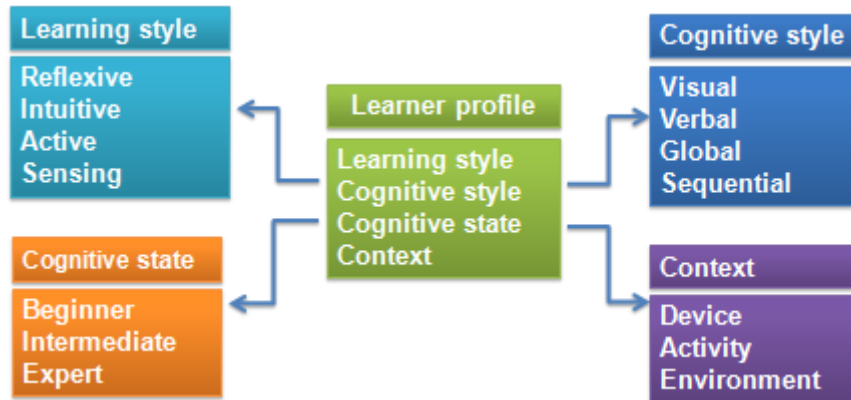 Learning style
Reflexive
Intuitive
Active
Sensing
Learner profile
Learning style
Cognitive style
Cognitive state
Context
Cognitive style
Visual
Verbal
Global
Sequential
Cognitive state
Beginner
Intermediate
Expert
Context
Device
Activity
Environment